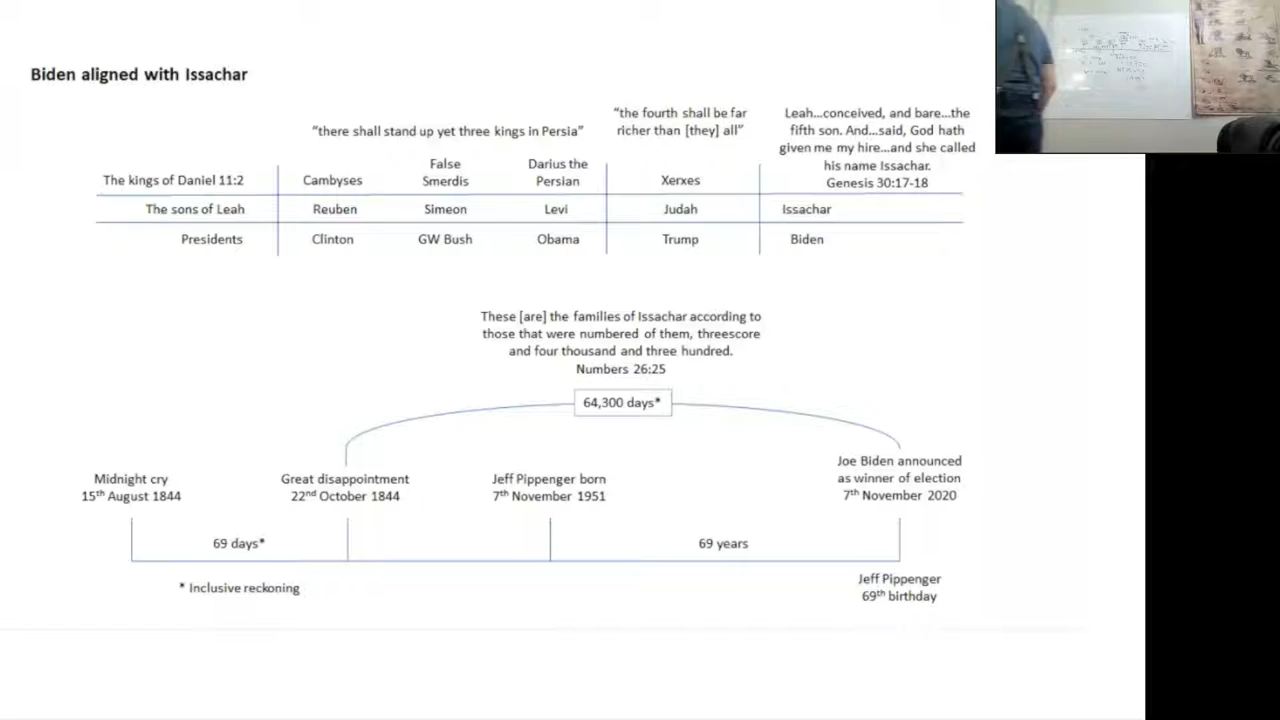 Biden aligned with Issachar
"there shall stand up yet three kings in Persia"
"the fourth shall be far
richer than [they] all"
Leah...conceived, and bare...the
fifth son. And...said, God hath
given me my hire...and she called
his name Issachar.
Genesis 30:17-18
The kings of Daniel 11:2
Cambyses
False
Smerdis
Darius the
Persian
Xerxes
The sons of Leah
Reuben
Simeon
Levi
Judah
Issachar
Presidents
Clinton
GW Bush
Obama
Trump
Biden
These [are] the families of Issachar according to
those that were numbered of them, threescore
and four thousand and three hundred.
Numbers 26:25
64,300 days*
Midnight cry
15th August 1844
Great disappointment
22nd October 1844
Jeff Pippenger born
7th November 1951
Joe Biden announced
as winner of election
7th November 2020
69 days*
69 years
* Inclusive reckoning
Jeff Pippenger
69th birthday